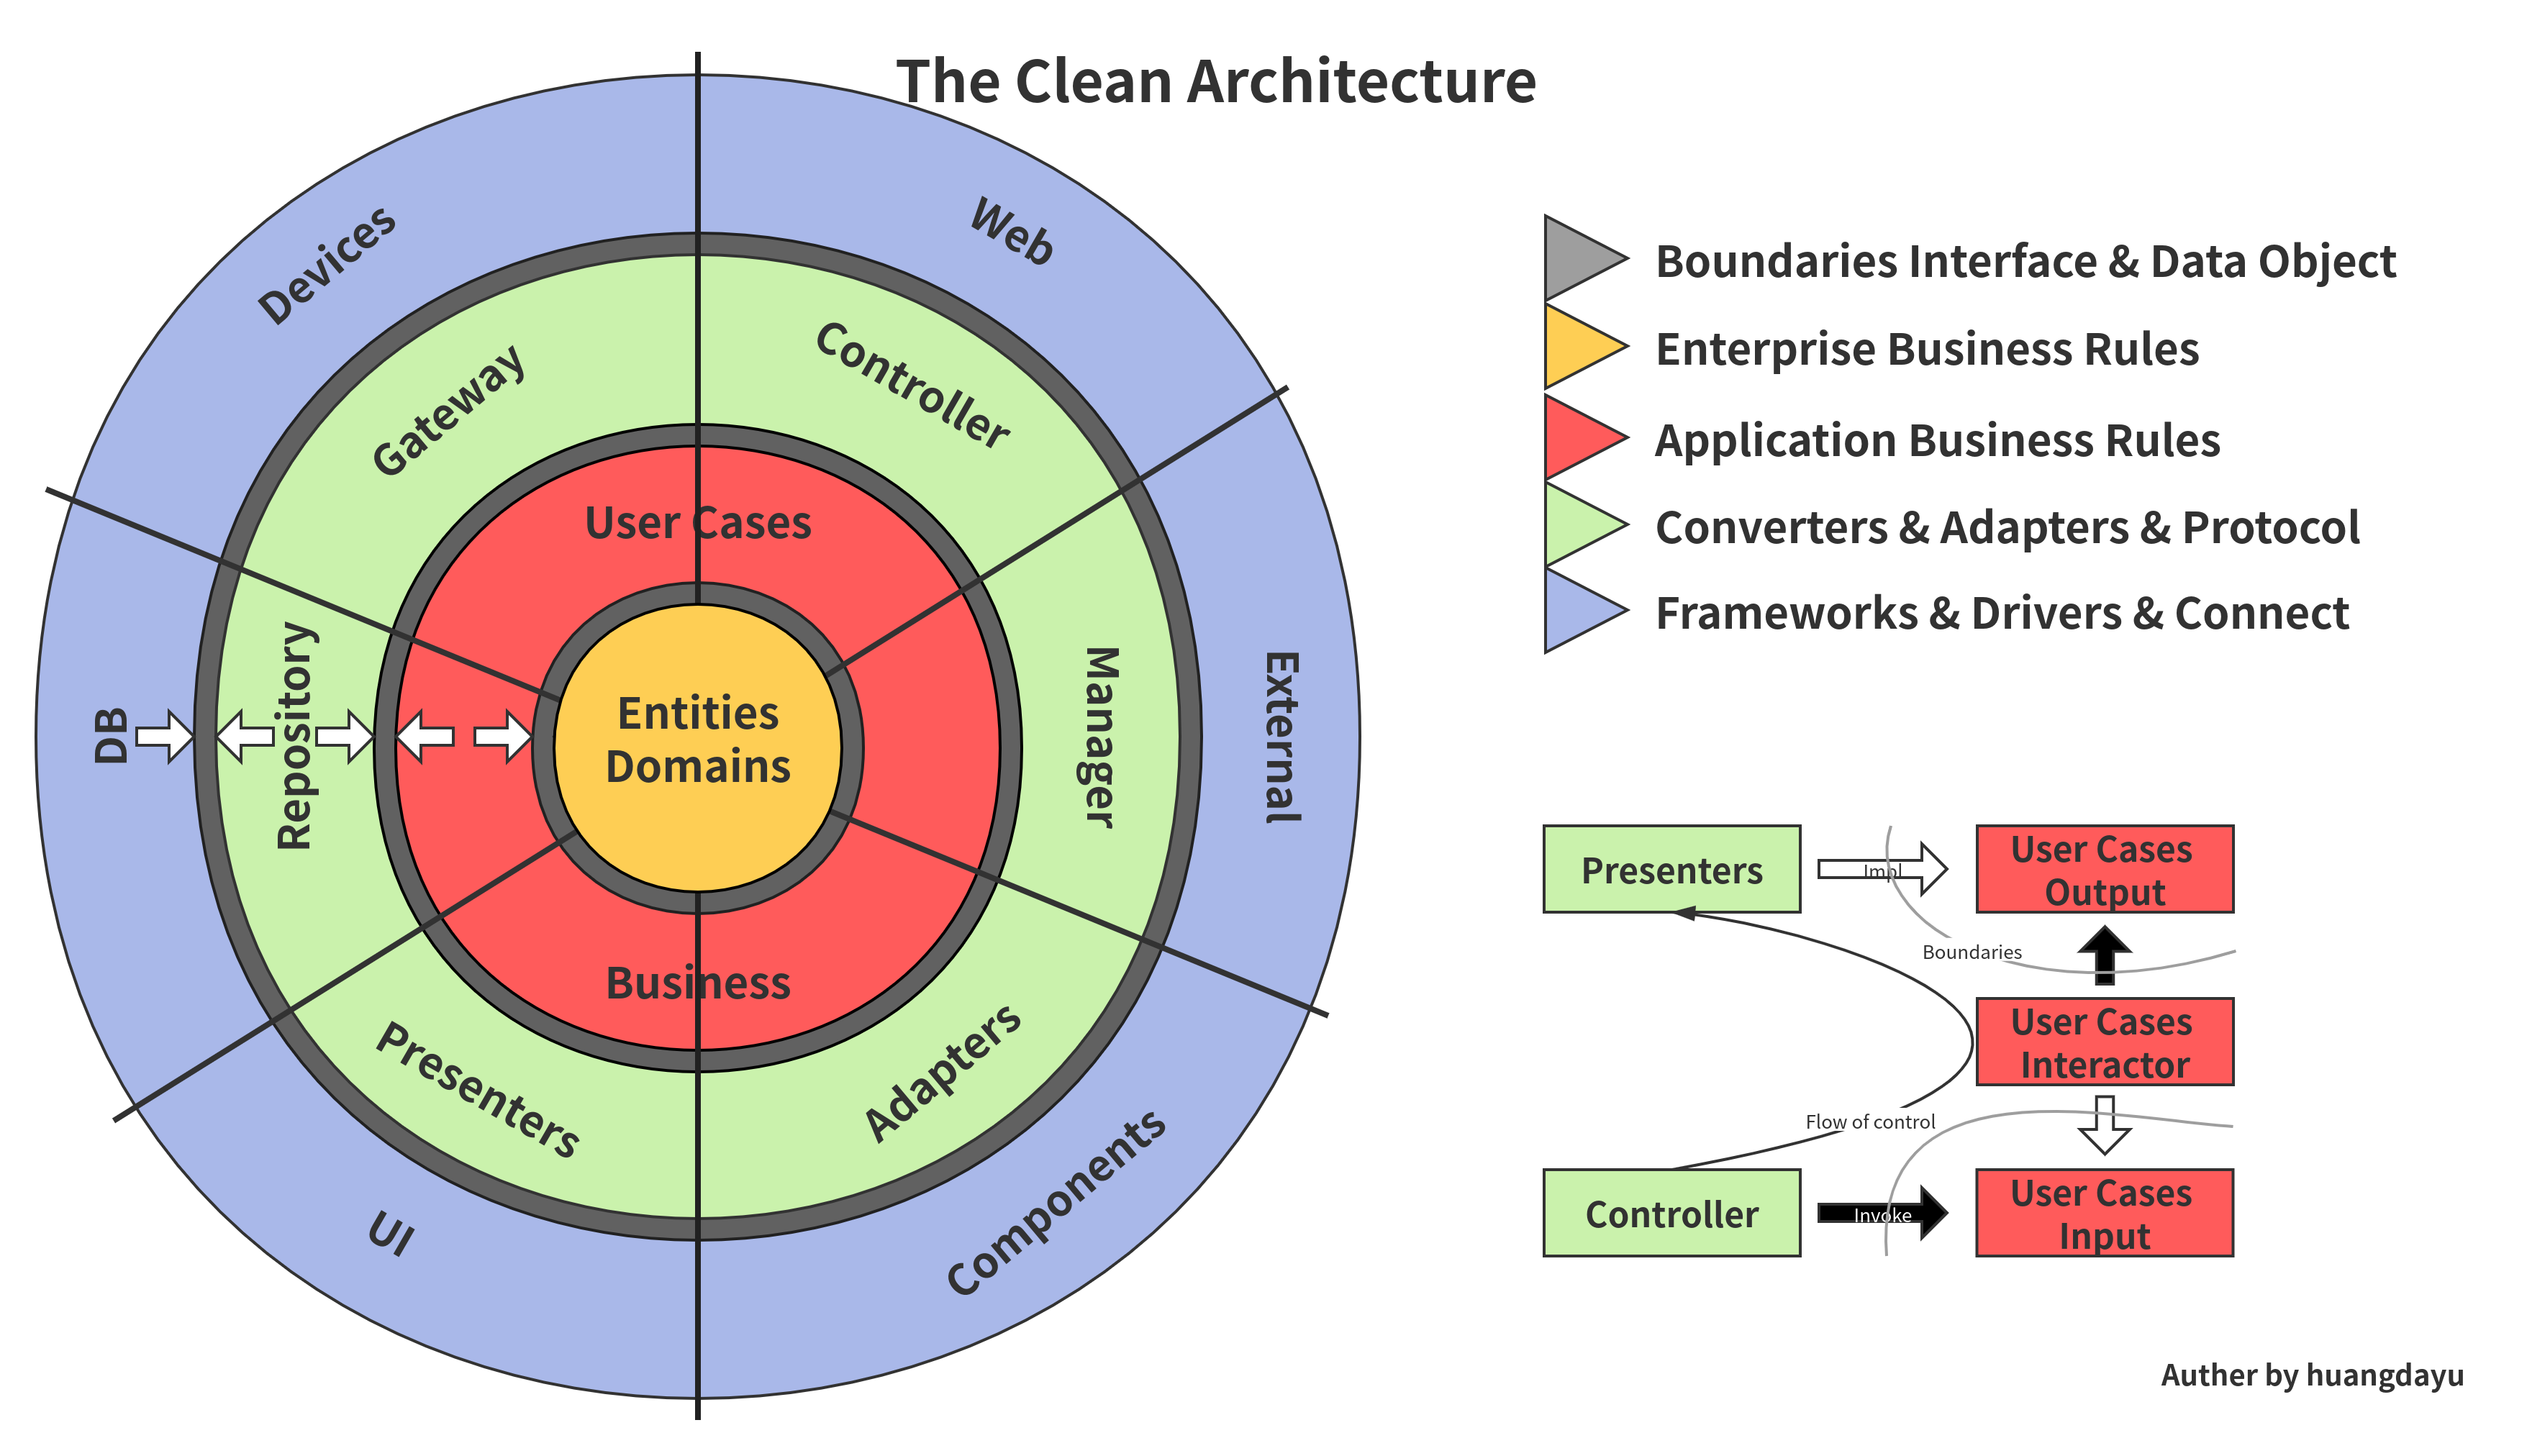 The Clean Architecture
Devices
Web
Gateway
Controller
User Cases
DB
Repository
Entities
Domains
Manager
External
Business
Presenters
Adapters
UI
Components
Boundaries Interface & Data Object
Enterprise Business Rules
Application Business Rules
Converters & Adapters & Protocol
Frameworks & Drivers & Connect
Presenters
Impl
User Cases
Output
Boundaries
User Cases
Interactor
Flow of control
Controller
Invoke
User Cases
Input
Auther by huangdayu